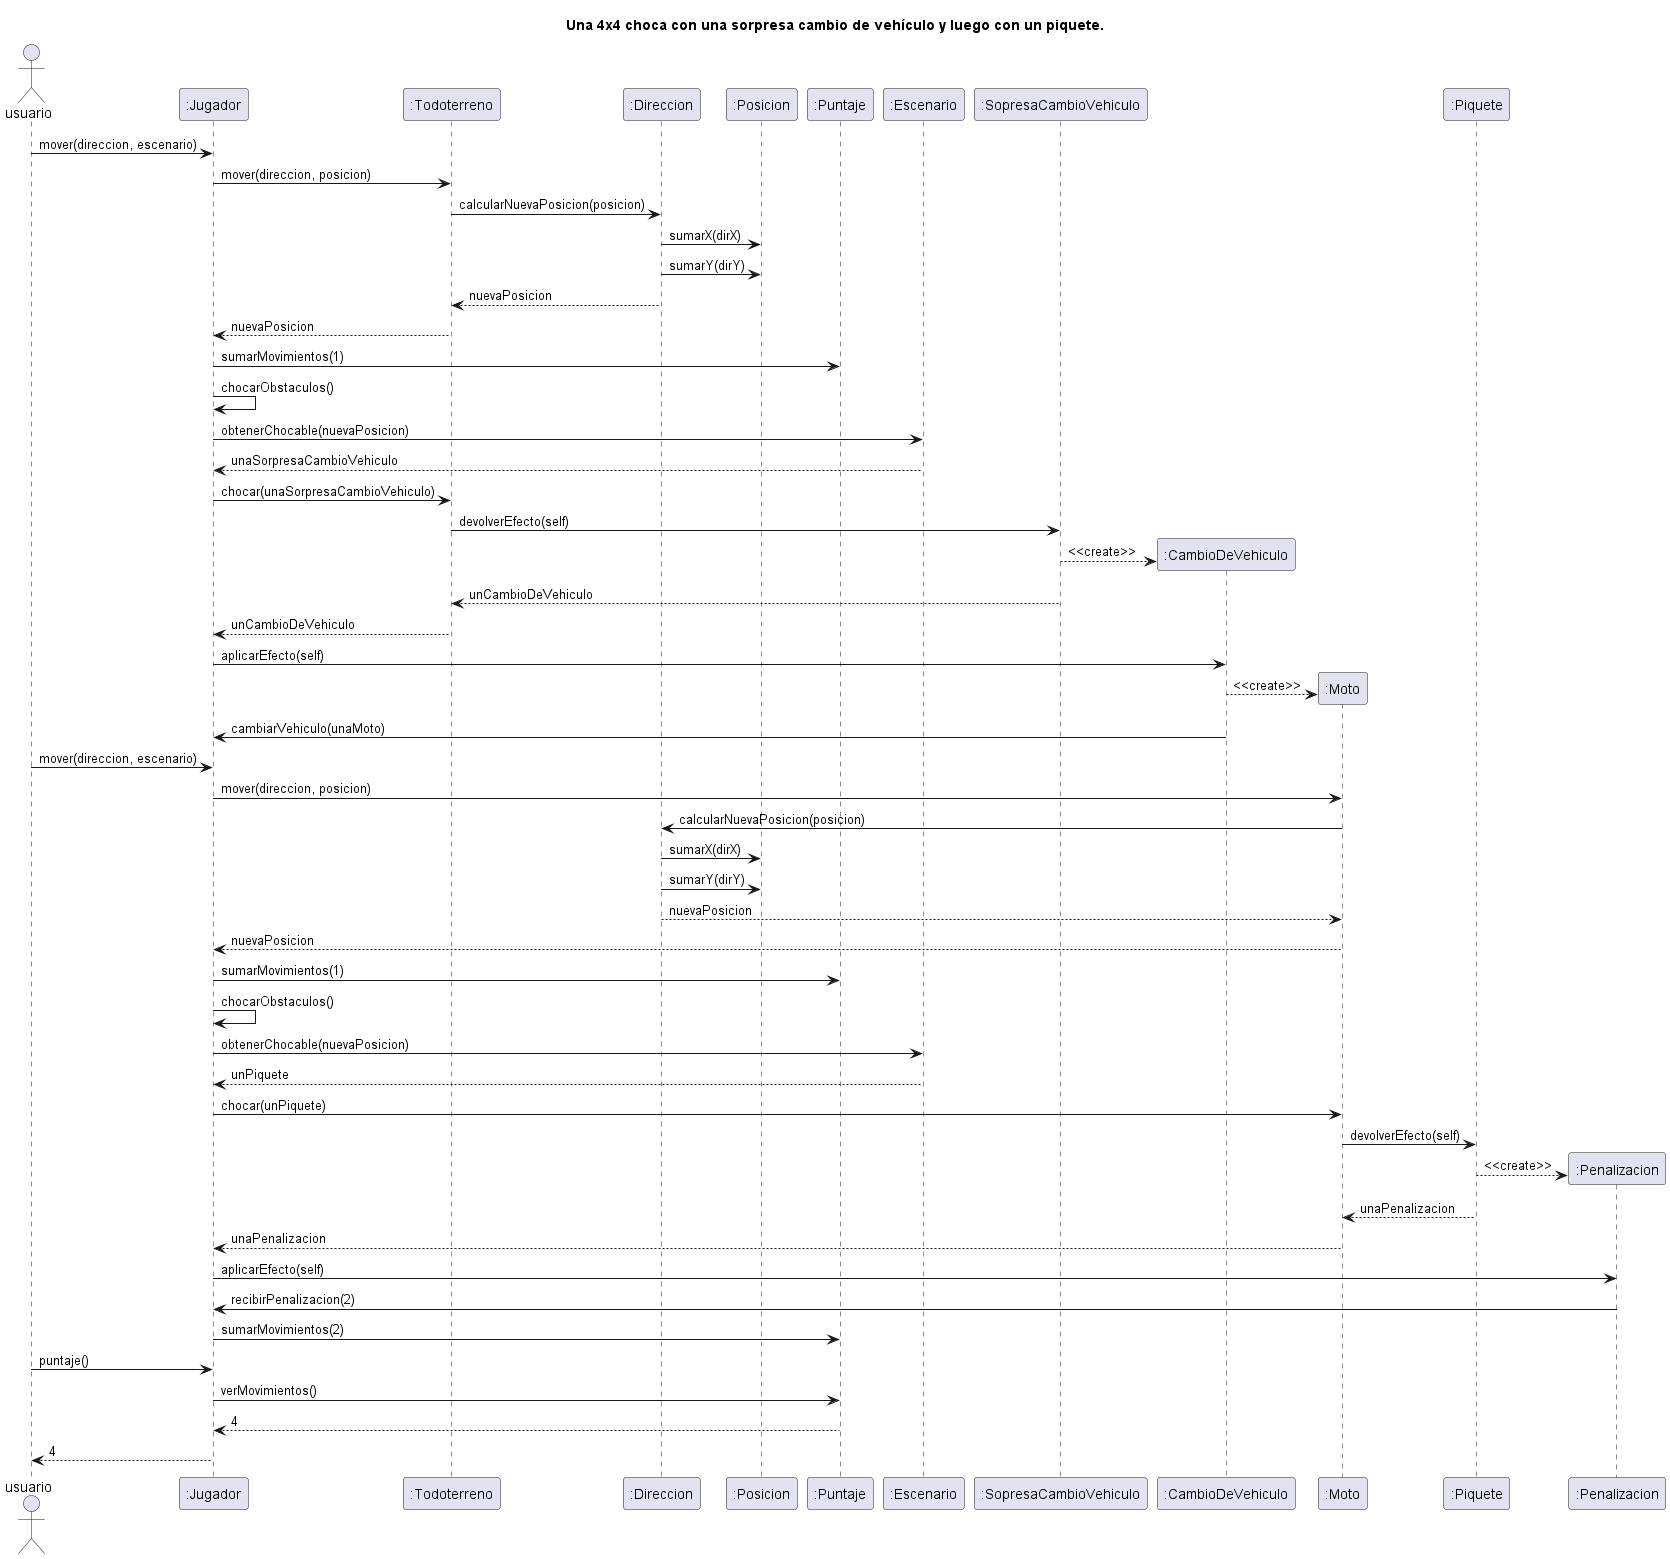 Una 4x4 choca con una sorpresa cambio de vehículo y luego con un piquete.
usuario
:Jugador
:Todoterreno
:Direccion
:Posicion
:Puntaje
:Escenario
:SopresaCambioVehiculo
:Piquete
mover(direccion, escenario)
mover(direccion, posicion)
calcularNuevaPosicion(posicion)
sumarX(dirX)
sumarY(dirY)
nuevaPosicion
nuevaPosicion
sumarMovimientos(1)
chocarObstaculos()
obtenerChocable(nuevaPosicion)
unaSorpresaCambioVehiculo
chocar(unaSorpresaCambioVehiculo)
devolverEfecto(self)
<<create>>
:CambioDeVehiculo
unCambioDeVehiculo
unCambioDeVehiculo
aplicarEfecto(self)
<<create>>
:Moto
cambiarVehiculo(unaMoto)
mover(direccion, escenario)
mover(direccion, posicion)
calcularNuevaPosicion(posicion)
sumarX(dirX)
sumarY(dirY)
nuevaPosicion
nuevaPosicion
sumarMovimientos(1)
chocarObstaculos()
obtenerChocable(nuevaPosicion)
unPiquete
chocar(unPiquete)
devolverEfecto(self)
<<create>>
:Penalizacion
unaPenalizacion
unaPenalizacion
aplicarEfecto(self)
recibirPenalizacion(2)
sumarMovimientos(2)
puntaje()
verMovimientos()
4
4
usuario
:Jugador
:Todoterreno
:Direccion
:Posicion
:Puntaje
:Escenario
:SopresaCambioVehiculo
:CambioDeVehiculo
:Moto
:Piquete
:Penalizacion